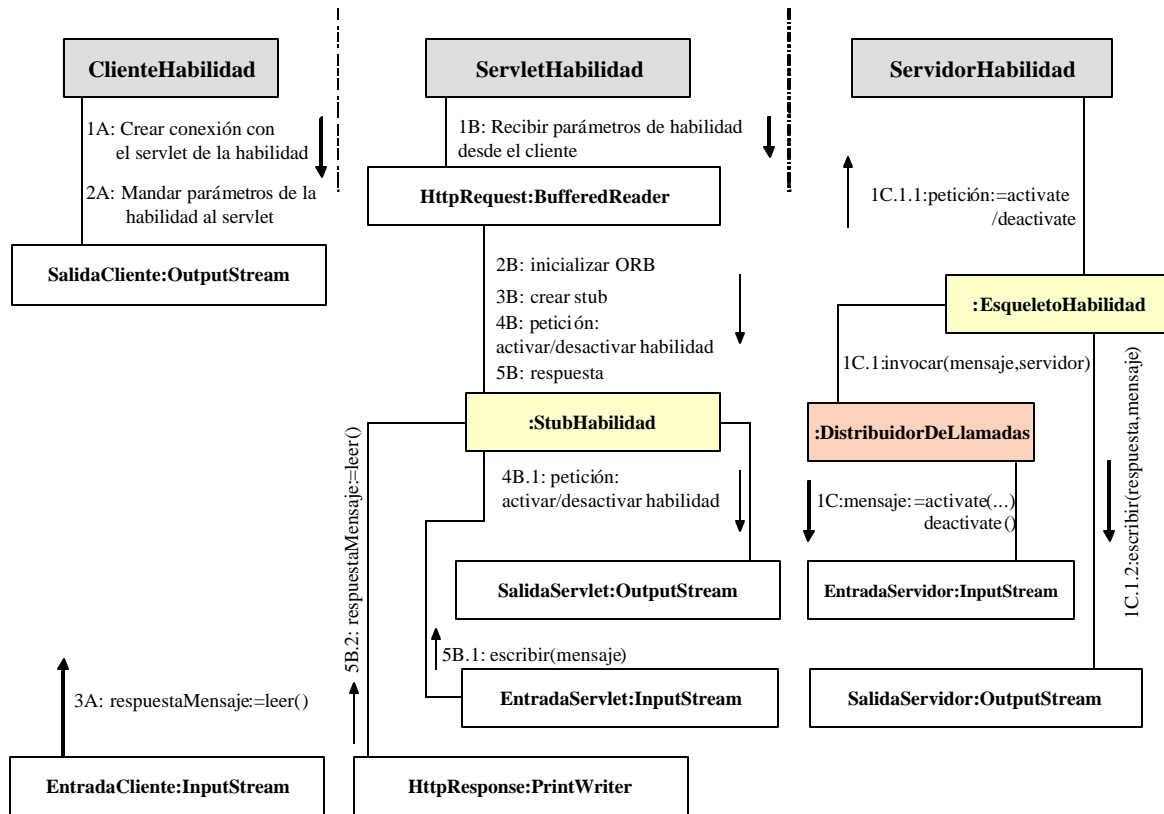 ClienteHabilidad
1A: Crear conexión con
el servlet de la habilidad
2A: Mandar parámetros de la
habilidad al servlet
SalidaCliente:OutputStream
3A: respuestaMensaje:=leer()
EntradaCliente:InputStream
ServletHabilidad
1B: Recibir parámetros de habilidad
desde el cliente
HttpRequest:BufferedReader
2B: inicializar ORB
3B: crear stub
4B: petición:
activar/desactivar habilidad
5B: respuesta
:StubHabilidad
4B.1: petición:
activar/desactivar habilidad
SalidaServlet:OutputStream
5B.1: escribir(mensaje)
EntradaServlet:InputStream
5B.2: respuestaMensaje:=leer()
HttpResponse:PrintWriter
ServidorHabilidad
1C.1.1:petición:=activate
/deactivate
:EsqueletoHabilidad
1C.1:invocar(mensaje,servidor)
:DistribuidorDeLlamadas
1C:mensaje:=activate(...)
deactivate()
EntradaServidor:InputStream
1C.1.2:escribir(respuesta,mensaje)
SalidaServidor:OutputStream